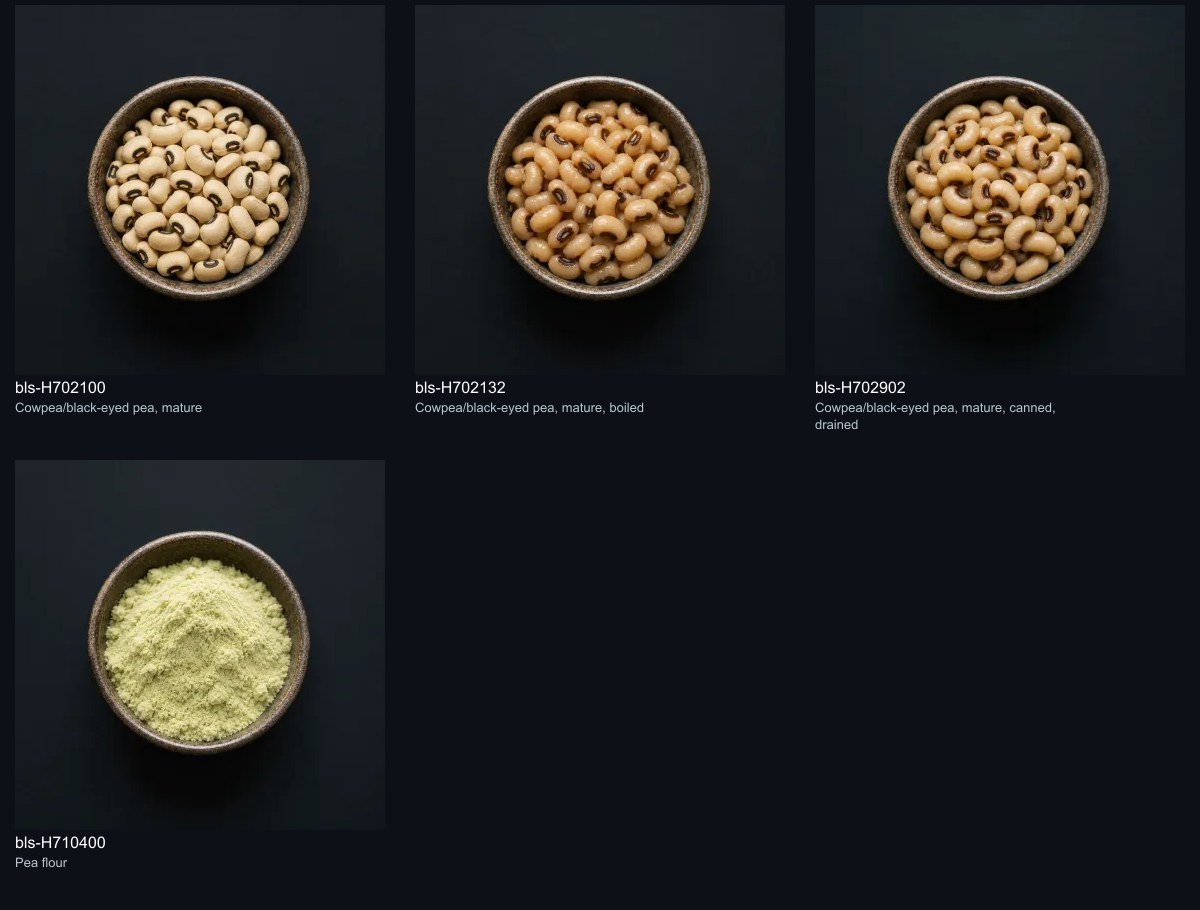 bls-H702100
Cowpea/black-eyed pea, mature
bls-H702132
Cowpea/black-eyed pea, mature, boiled
bls-H702902
Cowpea/black-eyed pea, mature, canned,
drained
bls-H710400
Pea flour